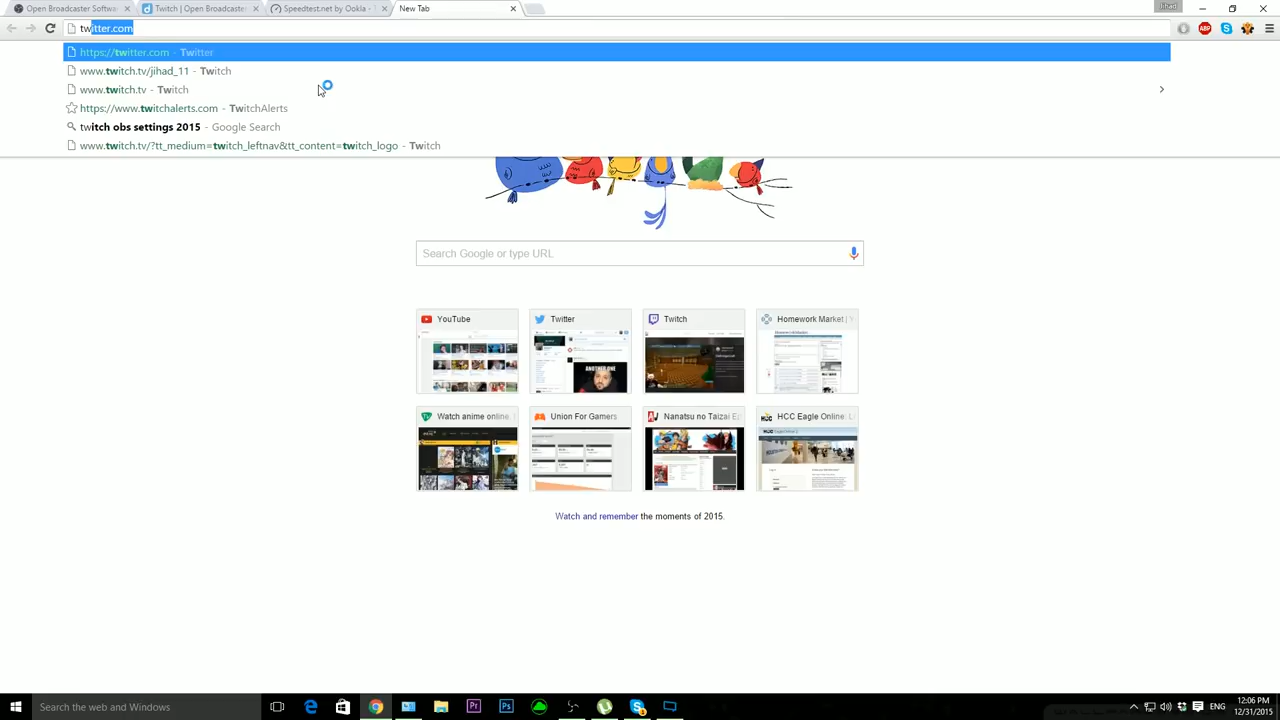 Open Broadcaster Softwa
Twitch | Open Broadcaster
Speedtest.net by Ookla - T
New Tab
Jihad
twitter.com
https://twitter.com - Twitter
www.twitch.tv/jihad_11 - Twitch
www.twitch.tv - Twitch
https://www.twitchalerts.com - TwitchAlerts
twitch obs settings 2015 - Google Search
www.twitch.tv/?tt_medium=twitch_leftnav&tt_content=twitch_logo - Twitch
Search Google or type URL
YouTube
Twitter
Twitch
Homework Market | Y
ANOTHER ONE
Watch anime online,
Union For Gamers
Nanatsu no Taizai E
HCC Eagle Online: L
Watch and remember the moments of 2015.
Search the web and Windows
ENG
12:06 PM
12/31/2015